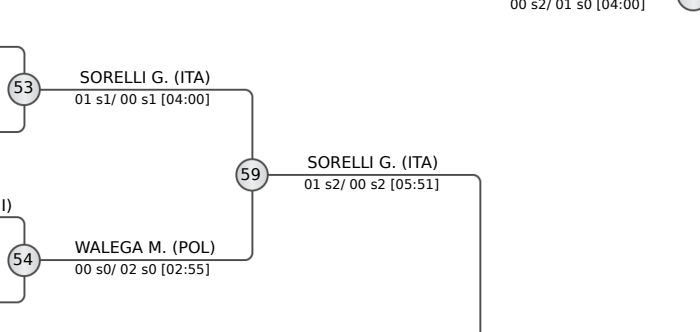 00 s2/ 01 s0 [04:00]
53
SORELLI G. (ITA)
01 s1/ 00 s1 [04:00]
59
SORELLI G. (ITA)
01 s2/ 00 s2 [05:51]
I)
54
WALEGA M. (POL)
00 s0/ 02 s0 [02:55]